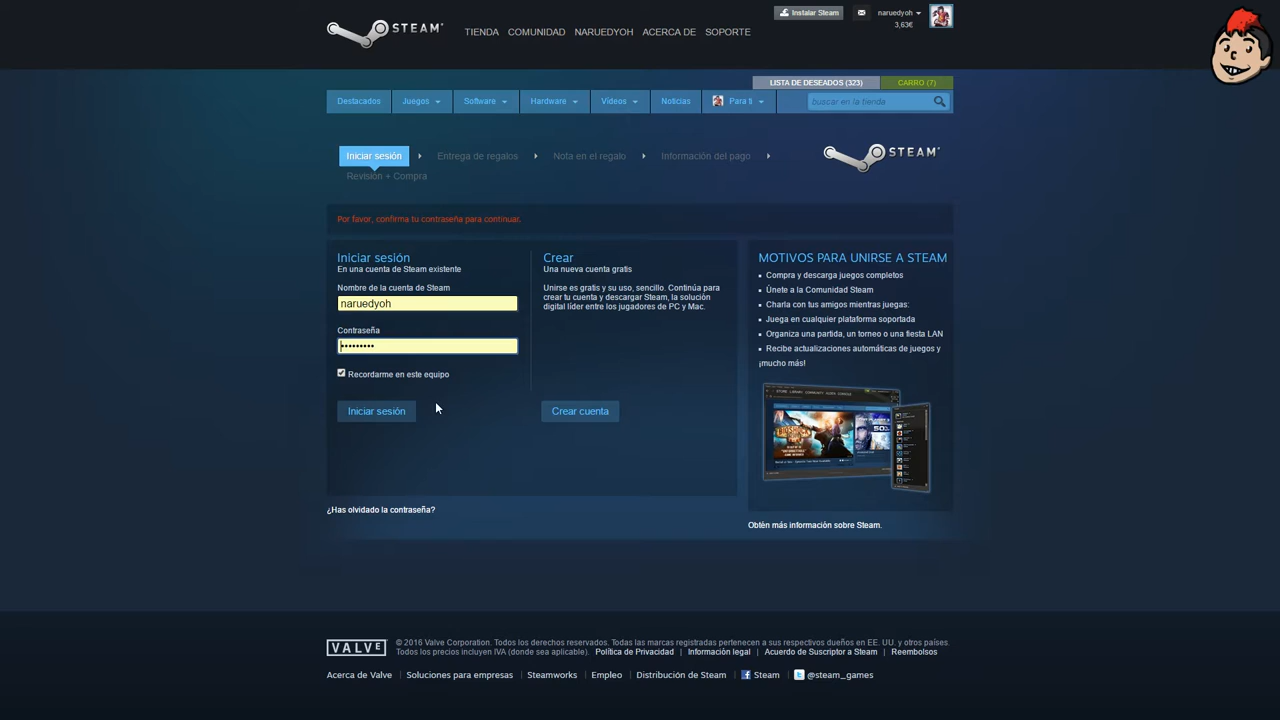 STEAM
TIENDA COMUNIDAD NARUEDYOH ACERCA DE SOPORTE
Instalar Steam
naruedyoh
3,63€
LISTA DE DESEADOS (323) CARRO (7)
Destacados Juegos Software Hardware Vídeos Noticias Para ti
buscar en la tienda
Iniciar sesión Entrega de regalos Nota en el regalo Información del pago
Revisión + Compra
STEAM
Por favor, confirma tu contraseña para continuar.
Iniciar sesión
En una cuenta de Steam existente
Nombre de la cuenta de Steam
naruedyoh
Contraseña
•••••••••
Recordarme en este equipo
Iniciar sesión
Crear
Una nueva cuenta gratis
Unirse es gratis y su uso, sencillo. Continúa para
crear tu cuenta y descargar Steam, la solución
digital líder entre los jugadores de PC y Mac.
Crear cuenta
MOTIVOS PARA UNIRSE A STEAM
Compra y descarga juegos completos
Únete a la Comunidad Steam
Charla con tus amigos mientras juegas:
Juega en cualquier plataforma soportada
Organiza una partida, un torneo o una fiesta LAN
Recibe actualizaciones automáticas de juegos y
¡mucho más!
¿Has olvidado la contraseña?
Obtén más información sobre Steam.
VALVE
© 2016 Valve Corporation. Todos los derechos reservados. Todas las marcas registradas pertenecen a sus respectivos dueños en EE. UU. y otros países.
Todos los precios incluyen IVA (donde sea aplicable). Política de Privacidad | Información legal | Acuerdo de Suscriptor a Steam | Reembolsos
Acerca de Valve | Soluciones para empresas | Steamworks | Empleo | Distribución de Steam | Steam | @steam_games